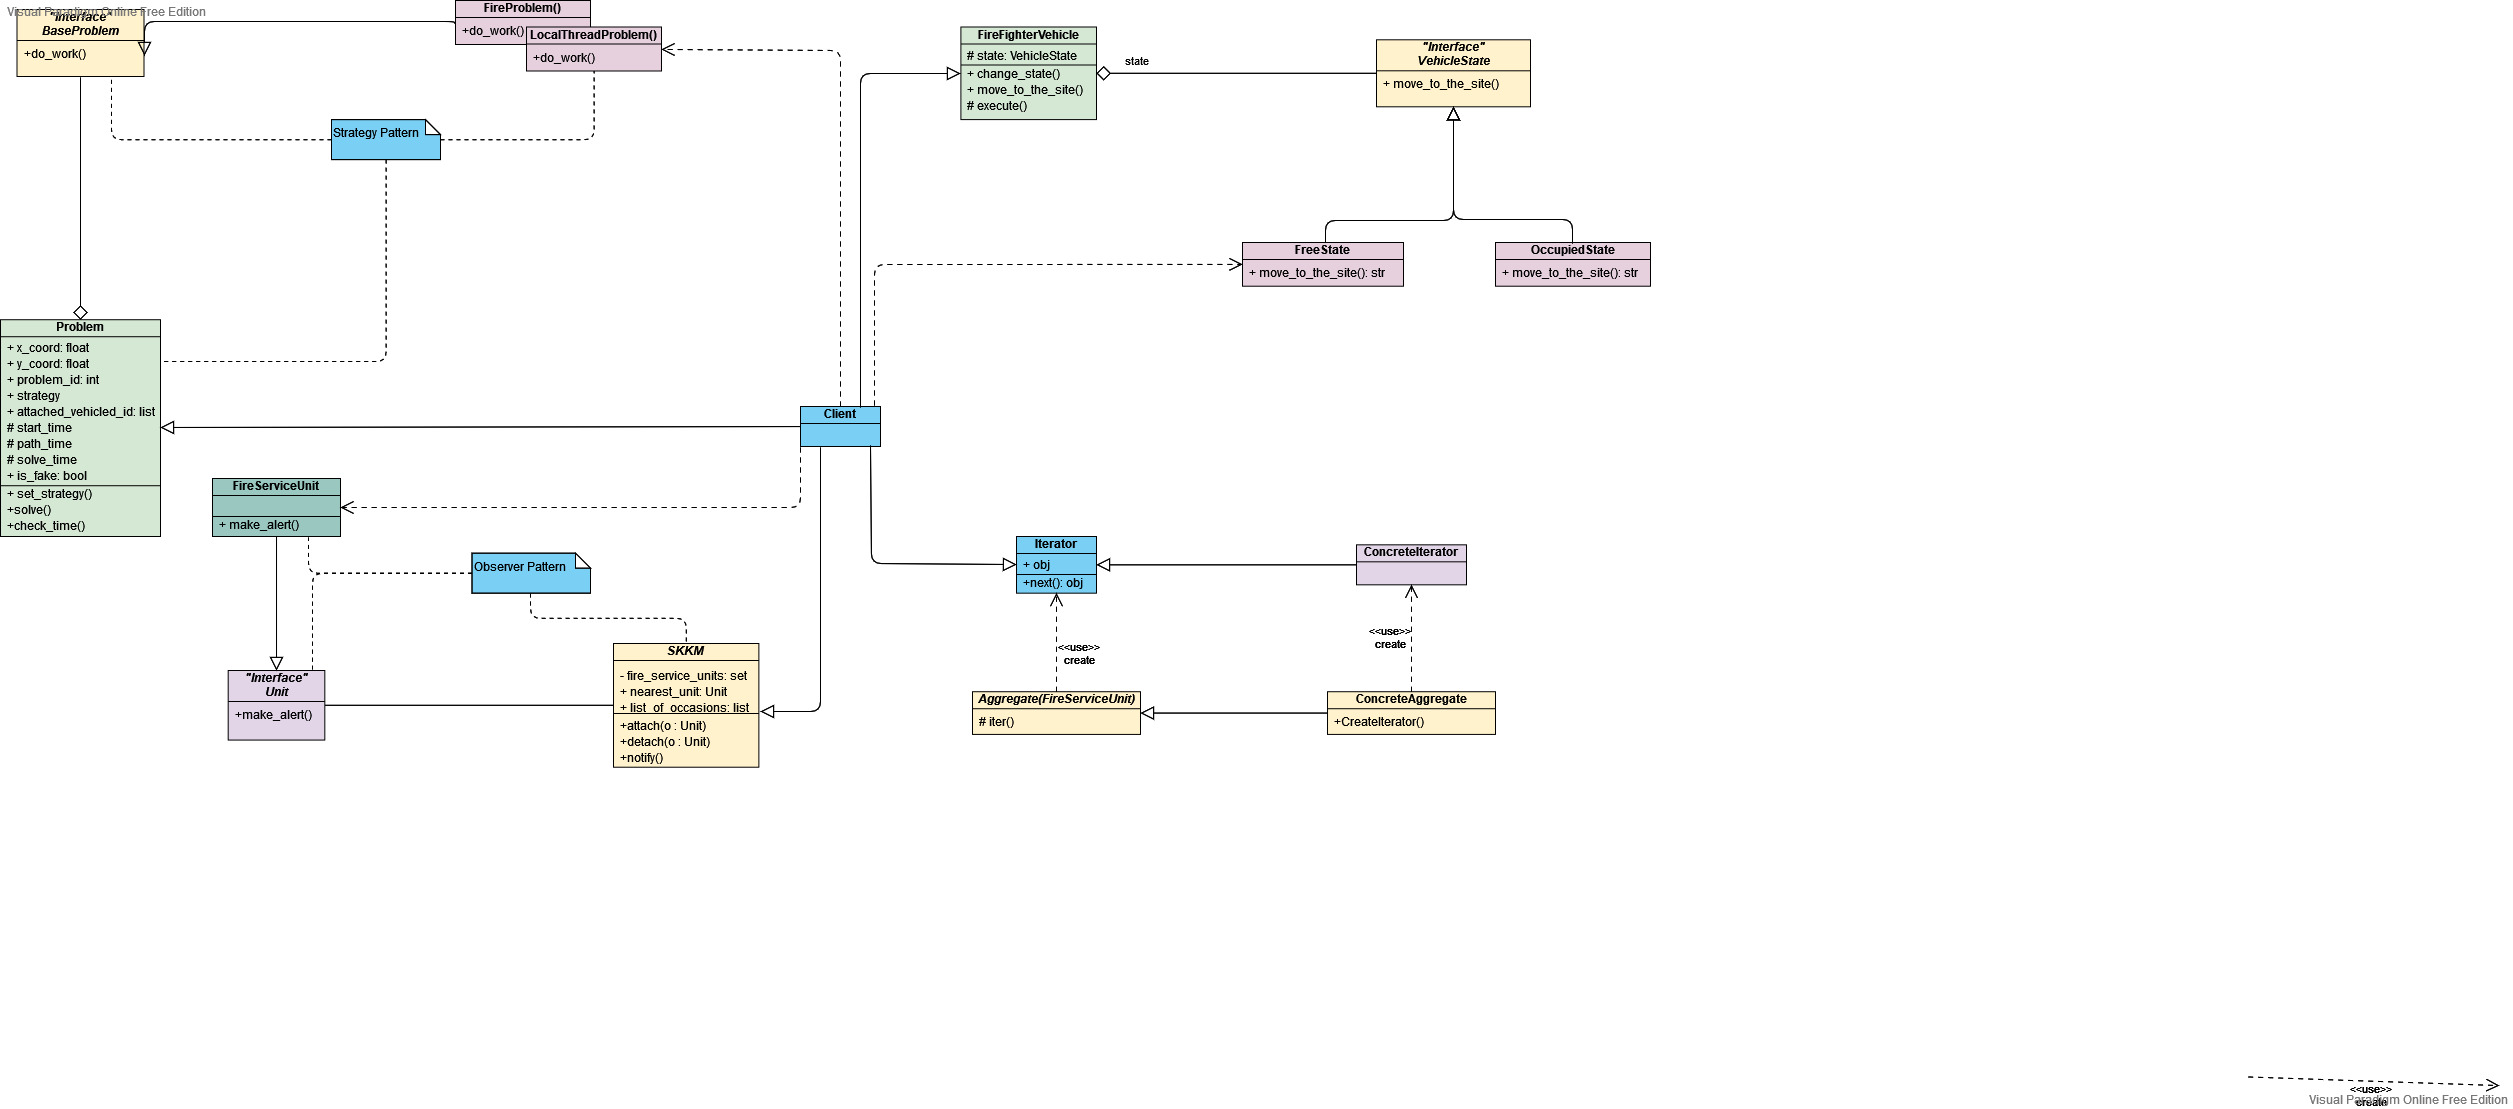 Visual Paradigm Online Free Edition
"Interface"
BaseProblem
+do_work()
FireProblem()
+do_work()
LocalThreadProblem()
+do_work()
Strategy Pattern
FireFighterVehicle
# state: VehicleState
+ change_state()
+ move_to_the_site()
# execute()
state
"Interface"
VehicleState
+ move_to_the_site()
FreeState
+ move_to_the_site(): str
OccupiedState
+ move_to_the_site(): str
Problem
+ x_coord: float
+ y_coord: float
+ problem_id: int
+ strategy
+ attached_vehicled_id: list
# start_time
# path_time
# solve_time
+ is_fake: bool
+ set_strategy()
+solve()
+check_time()
Client
FireServiceUnit
+ make_alert()
Observer Pattern
"Interface"
Unit
+make_alert()
SKKM
- fire_service_units: set
+ nearest_unit: Unit
+ list_of_occasions: list
+attach(o : Unit)
+detach(o : Unit)
+notify()
Iterator
+ obj
+next(): obj
ConcreteIterator
<<use>>
create
<<use>>
create
Aggregate(FireServiceUnit)
# iter()
ConcreteAggregate
+CreateIterator()
<<use>>
create
Visual Paradigm Online Free Edition